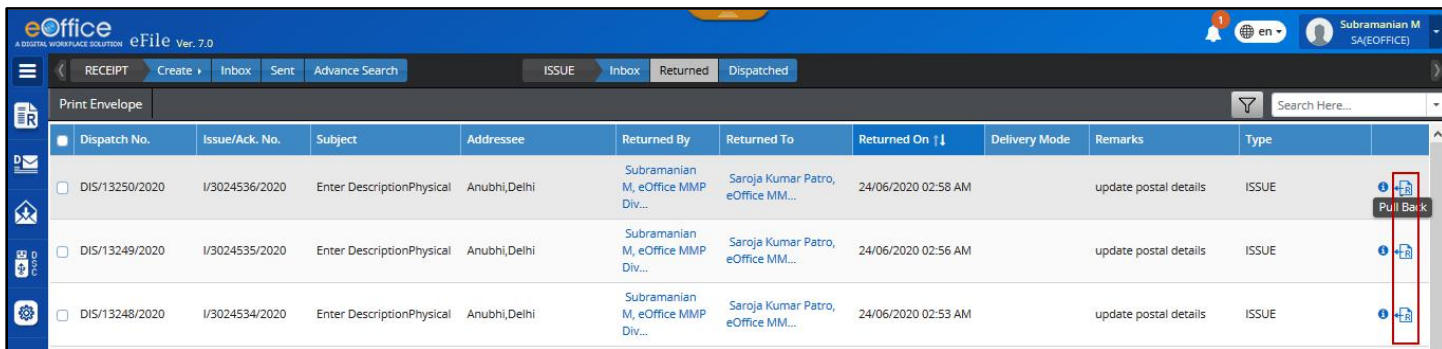 eOffice
A DIGITAL WORKPLACE SOLUTION eFile Ver. 7.0
1
en
Subramanian M
SA(EOFFICE)
RECEIPT Create Inbox Sent Advance Search ISSUE Inbox Returned Dispatched
Print Envelope
Search Here...
Dispatch No. Issue/Ack. No. Subject Addressee Returned By Returned To Returned On Delivery Mode Remarks Type
DIS/13250/2020 I/3024536/2020 Enter DescriptionPhysical Anubhi,Delhi Subramanian M, eOffice MMP Div... Saroja Kumar Patro, eOffice MM... 24/06/2020 02:58 AM update postal details ISSUE
Pull Back
DIS/13249/2020 I/3024535/2020 Enter DescriptionPhysical Anubhi,Delhi Subramanian M, eOffice MMP Div... Saroja Kumar Patro, eOffice MM... 24/06/2020 02:56 AM update postal details ISSUE
DIS/13248/2020 I/3024534/2020 Enter DescriptionPhysical Anubhi,Delhi Subramanian M, eOffice MMP Div... Saroja Kumar Patro, eOffice MM... 24/06/2020 02:53 AM update postal details ISSUE
R
D
DSC